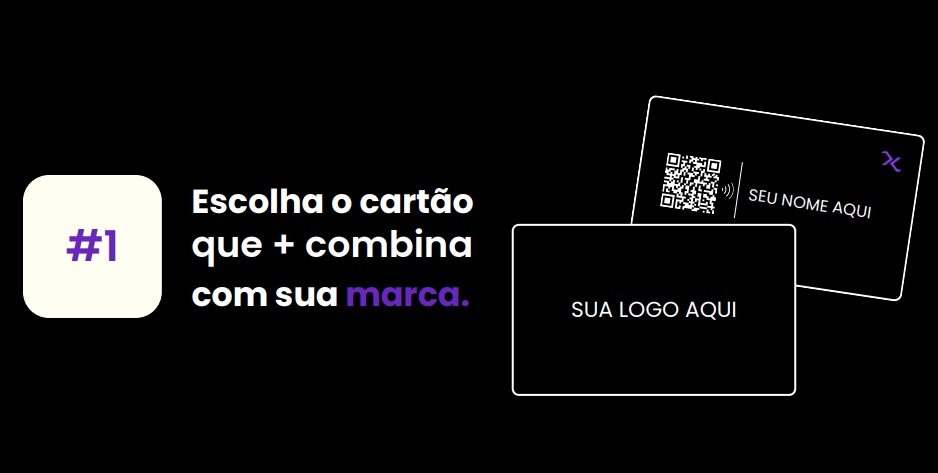 #1
Escolha o cartão
que + combina
com sua marca.
SEU NOME AQUI
SUA LOGO AQUI